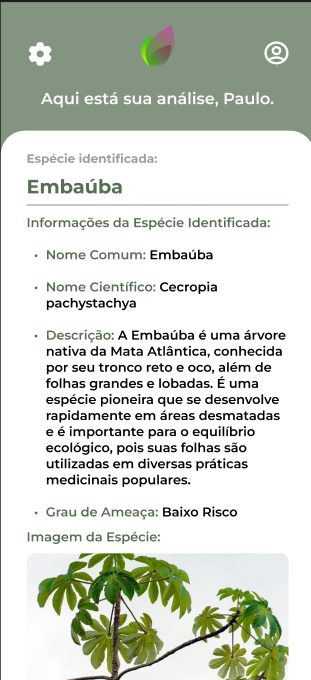 Aqui está sua análise, Paulo.
Espécie identificada:
Embaúba
Informações da Espécie Identificada:
• Nome Comum: Embaúba
• Nome Científico: Cecropia
pachystachya
• Descrição: A Embaúba é uma árvore
nativa da Mata Atlântica, conhecida
por seu tronco reto e oco, além de
folhas grandes e lobadas. É uma
espécie pioneira que se desenvolve
rapidamente em áreas desmatadas
e é importante para o equilíbrio
ecológico, pois suas folhas são
utilizadas em diversas práticas
medicinais populares.
• Grau de Ameaça: Baixo Risco
Imagem da Espécie: